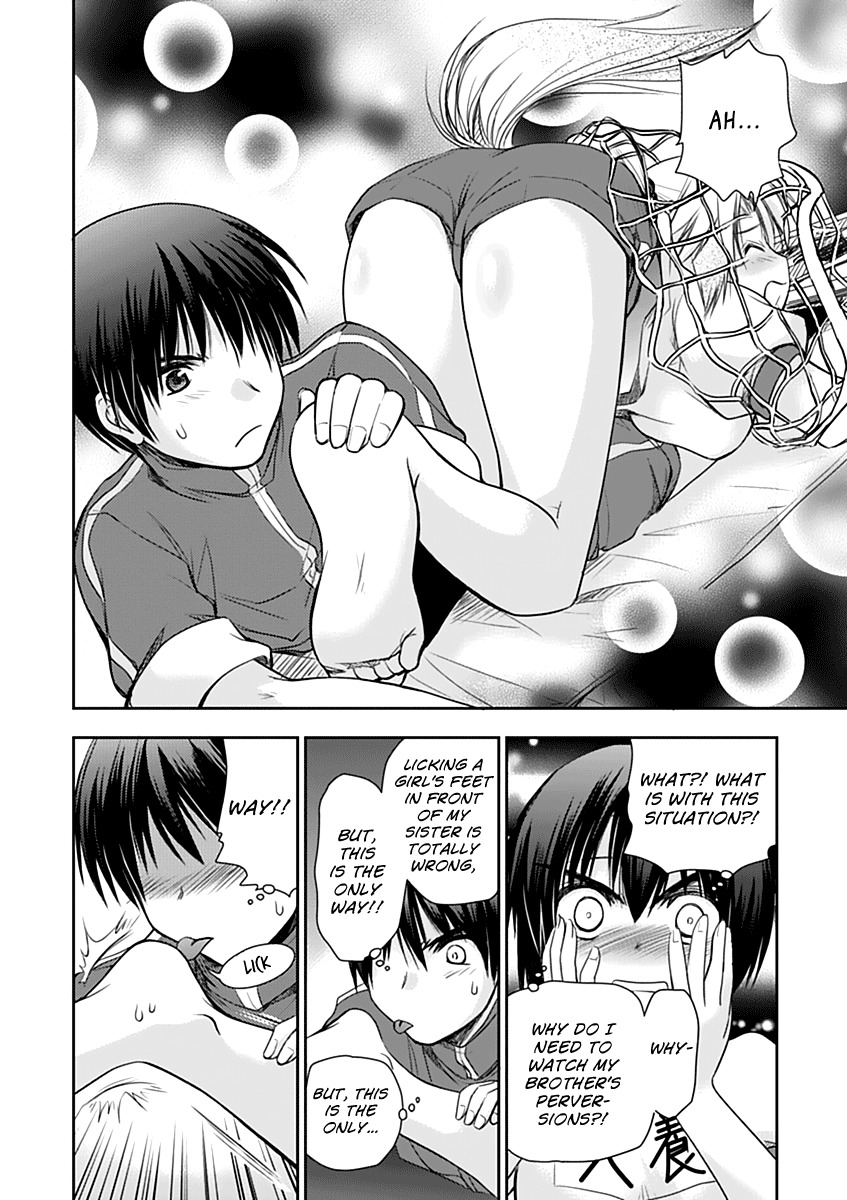 AH...
WHAT?! WHAT
IS WITH THIS
SITUATION?!
WHY-
WHY DO I
NEED TO
WATCH MY
BROTHER'S
PERVER-
SIONS?!
LICKING A
GIRL'S FEET
IN FRONT
OF MY
SISTER IS
TOTALLY
WRONG,
BUT,
THIS
IS THE
ONLY
WAY!!
BUT, THIS
IS THE
ONLY...
WAY!!
LICK